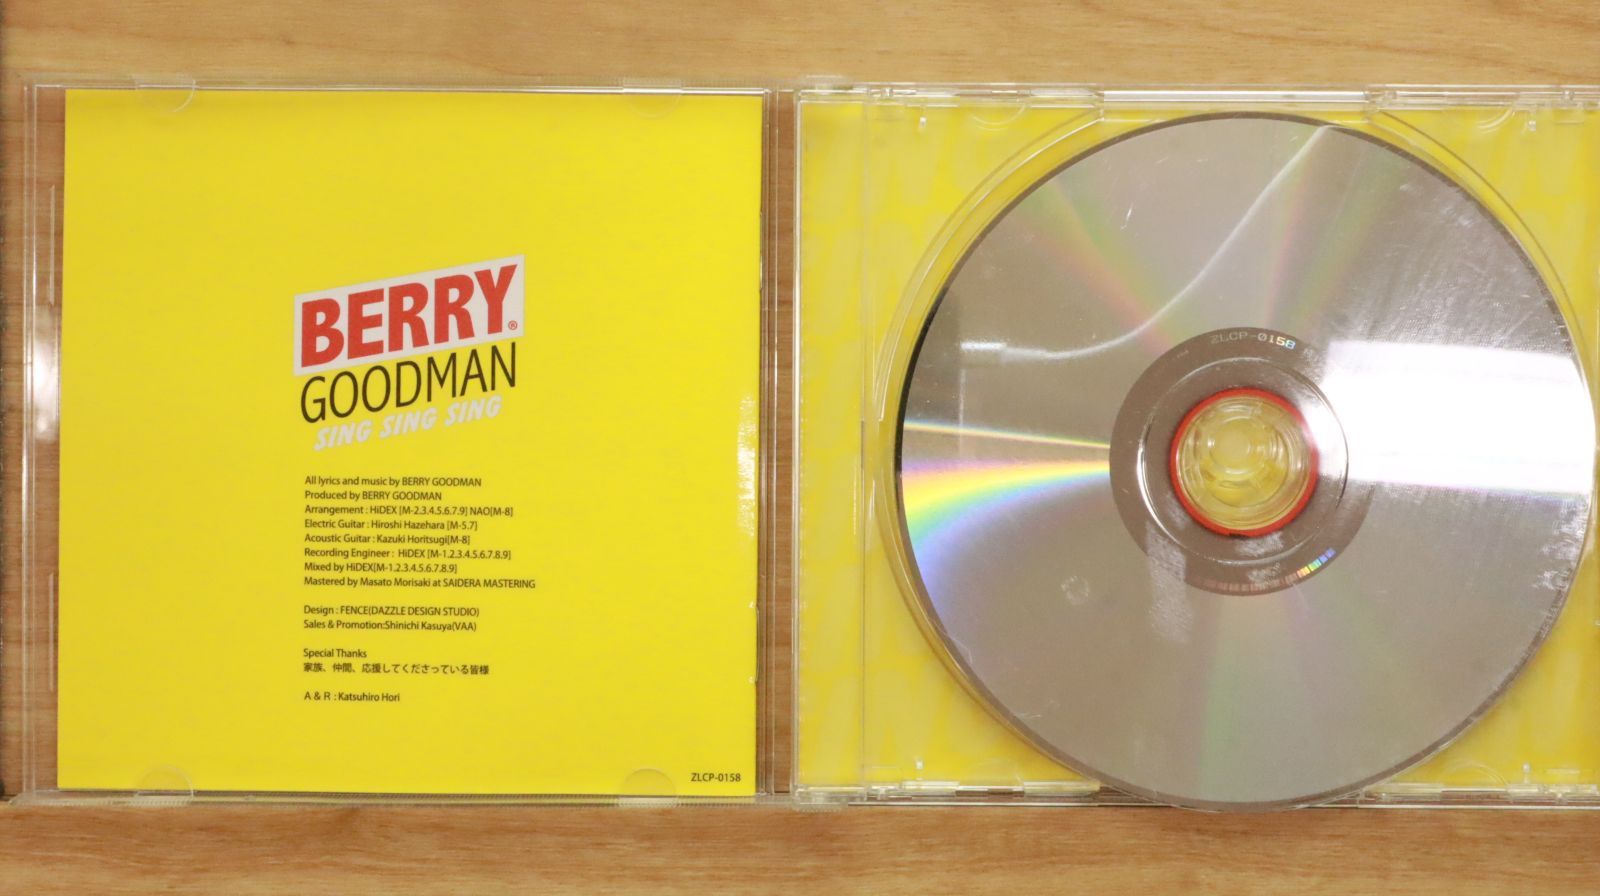 BERRY®
GOODMAN
SING SING SING
All lyrics and music by BERRY GOODMAN
Produced by BERRY GOODMAN
Arrangement : HiDEX [M-2.3.4.5.6.7.9] NAO[M-8]
Electric Guitar : Hiroshi Hazehara [M-5.7]
Acoustic Guitar : Kazuki Horitsugi[M-8]
Recording Engineer : HiDEX [M-1.2.3.4.5.6.7.8.9]
Mixed by HiDEX[M-1.2.3.4.5.6.7.8.9]
Mastered by Masato Morisaki at SAIDERA MASTERING
Design : FENCE(DAZZLE DESIGN STUDIO)
Sales & Promotion:Shinichi Kasuya(VAA)
Special Thanks
家族、仲間、応援してくださっている皆様
A & R : Katsuhiro Hori
ZLCP-0158
ZLCP-0158